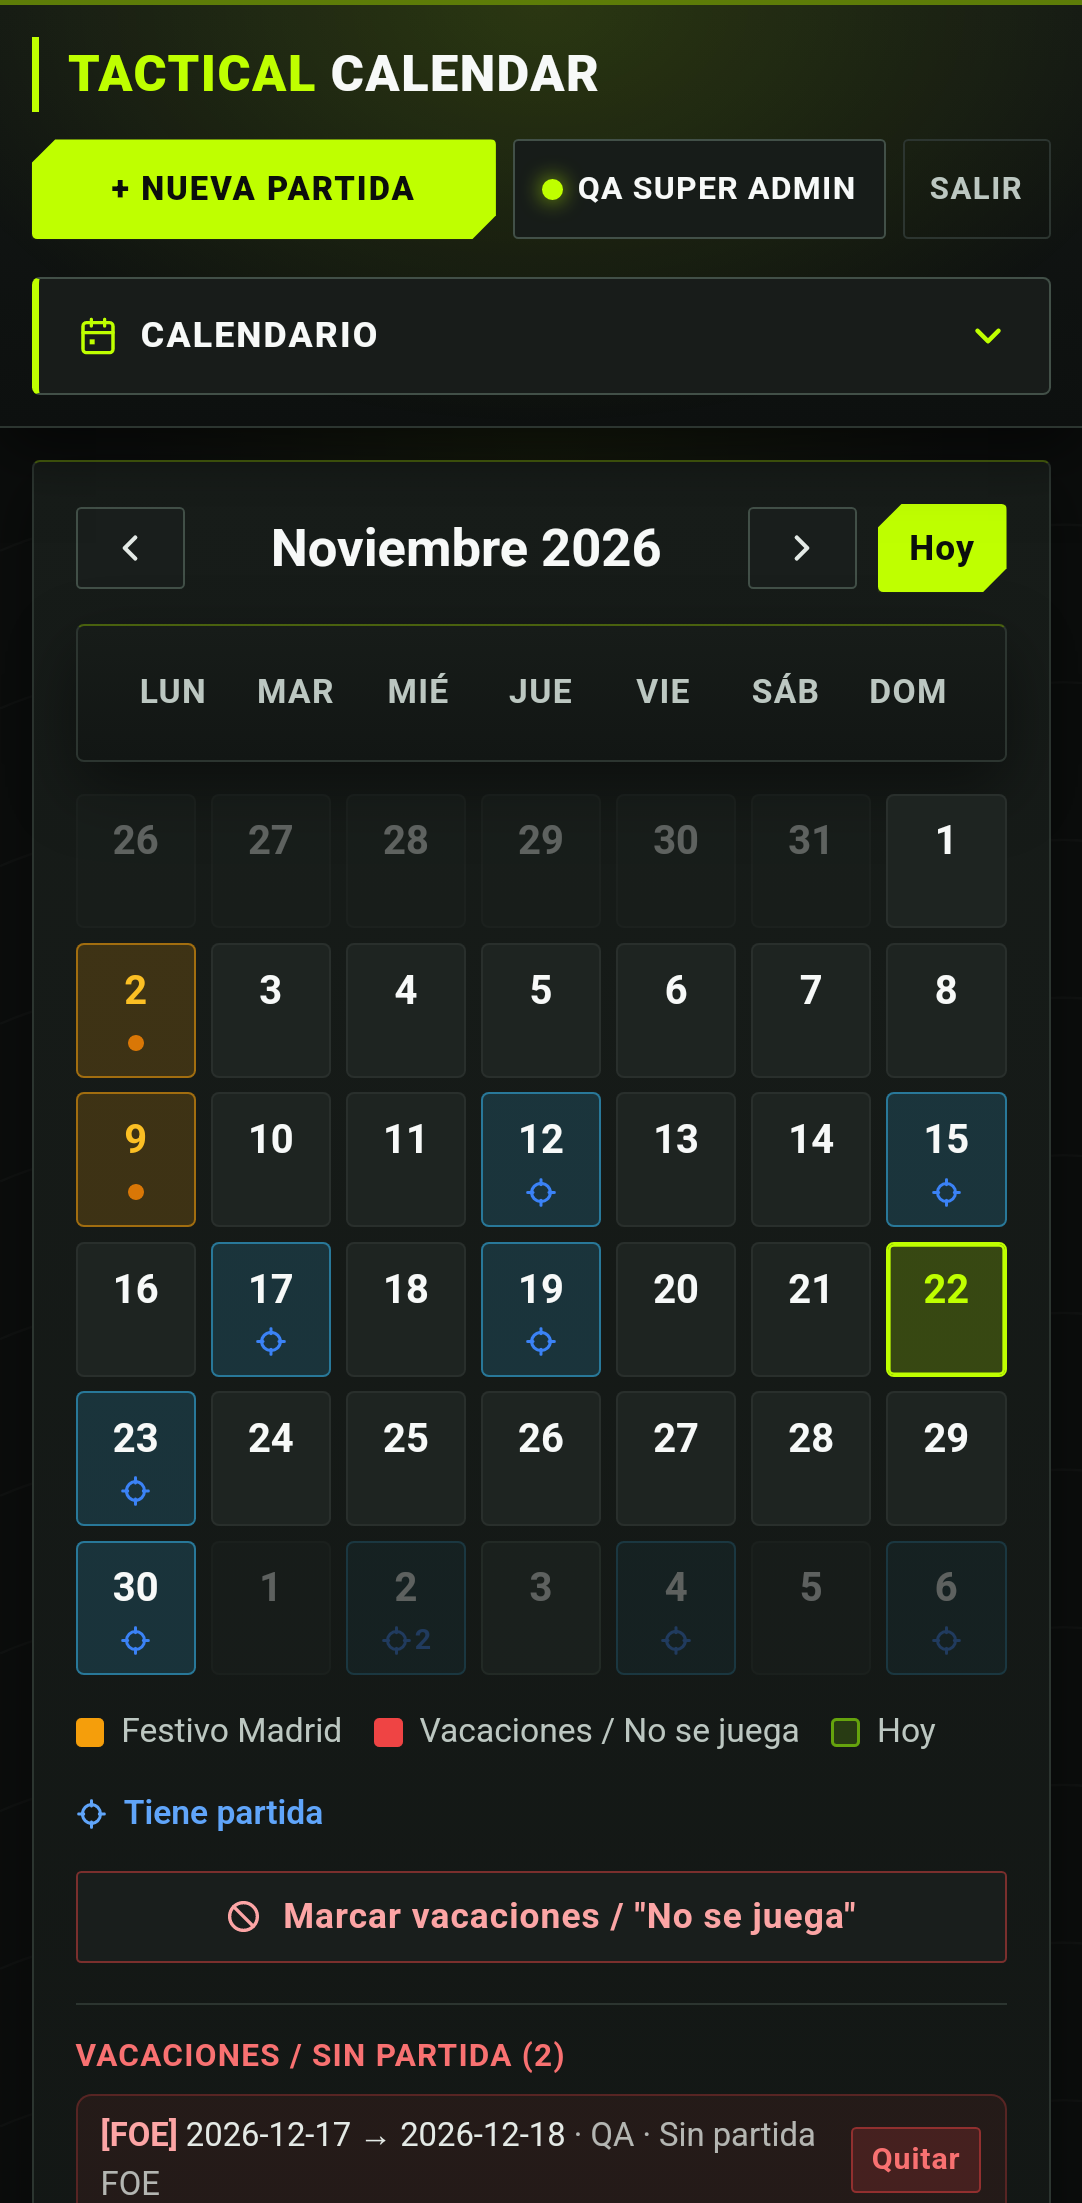 TACTICAL CALENDAR
+ NUEVA PARTIDA QA SUPER ADMIN SALIR
CALENDARIO
Noviembre 2026 Hoy
LUN MAR MIÉ JUE VIE SÁB DOM
26 27 28 29 30 31 1
2 3 4 5 6 7 8
9 10 11 12 13 14 15
16 17 18 19 20 21 22
23 24 25 26 27 28 29
30 1 2 3 4 5 6
2
Festivo Madrid Vacaciones / No se juega Hoy
Tiene partida
Marcar vacaciones / "No se juega"
VACACIONES / SIN PARTIDA (2)
[FOE] 2026-12-17 → 2026-12-18 · QA · Sin partida
FOE
Quitar